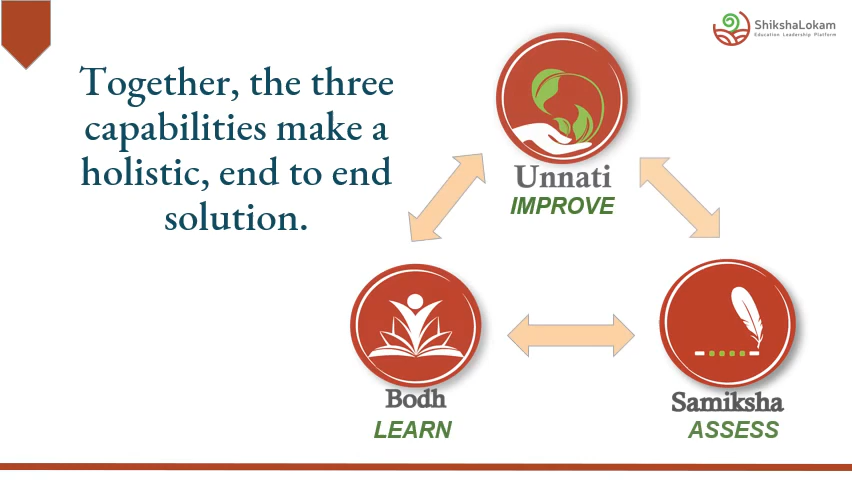 ShikshaLokam
Education Leadership Platform
Together, the three
capabilities make a
holistic, end to end
solution.
Unnati
IMPROVE
Bodh
LEARN
Samiksha
ASSESS